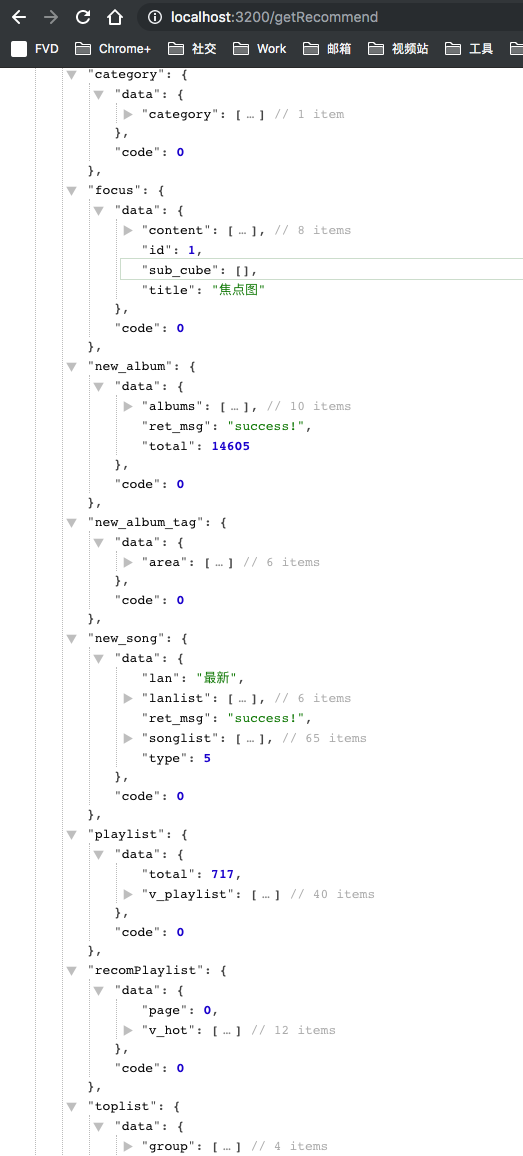 localhost:3200/getRecommend
FVD Chrome+ 社交 Work 邮箱 视频站 工具
"category": {
"data": {
"category": [ … ] // 1 item
},
"code": 0
},
"focus": {
"data": {
"content": [ … ], // 8 items
"id": 1,
"sub_cube": [],
"title": "焦点图"
},
"code": 0
},
"new_album": {
"data": {
"albums": [ … ], // 10 items
"ret_msg": "success!",
"total": 14605
},
"code": 0
},
"new_album_tag": {
"data": {
"area": [ … ] // 6 items
},
"code": 0
},
"new_song": {
"data": {
"lan": "最新",
"lanlist": [ … ], // 6 items
"ret_msg": "success!",
"songlist": [ … ], // 65 items
"type": 5
},
"code": 0
},
"playlist": {
"data": {
"total": 717,
"v_playlist": [ … ] // 40 items
},
"code": 0
},
"recomPlaylist": {
"data": {
"page": 0,
"v_hot": [ … ] // 12 items
},
"code": 0
},
"toplist": {
"data": {
"group": [ … ] // 4 items